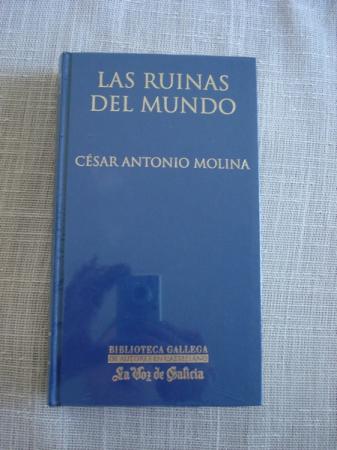 LAS RUINAS
DEL MUNDO
CÉSAR ANTONIO MOLINA
BIBLIOTECA GALLEGA
DE AUTORES EN CASTELLANO
La Voz de Galicia